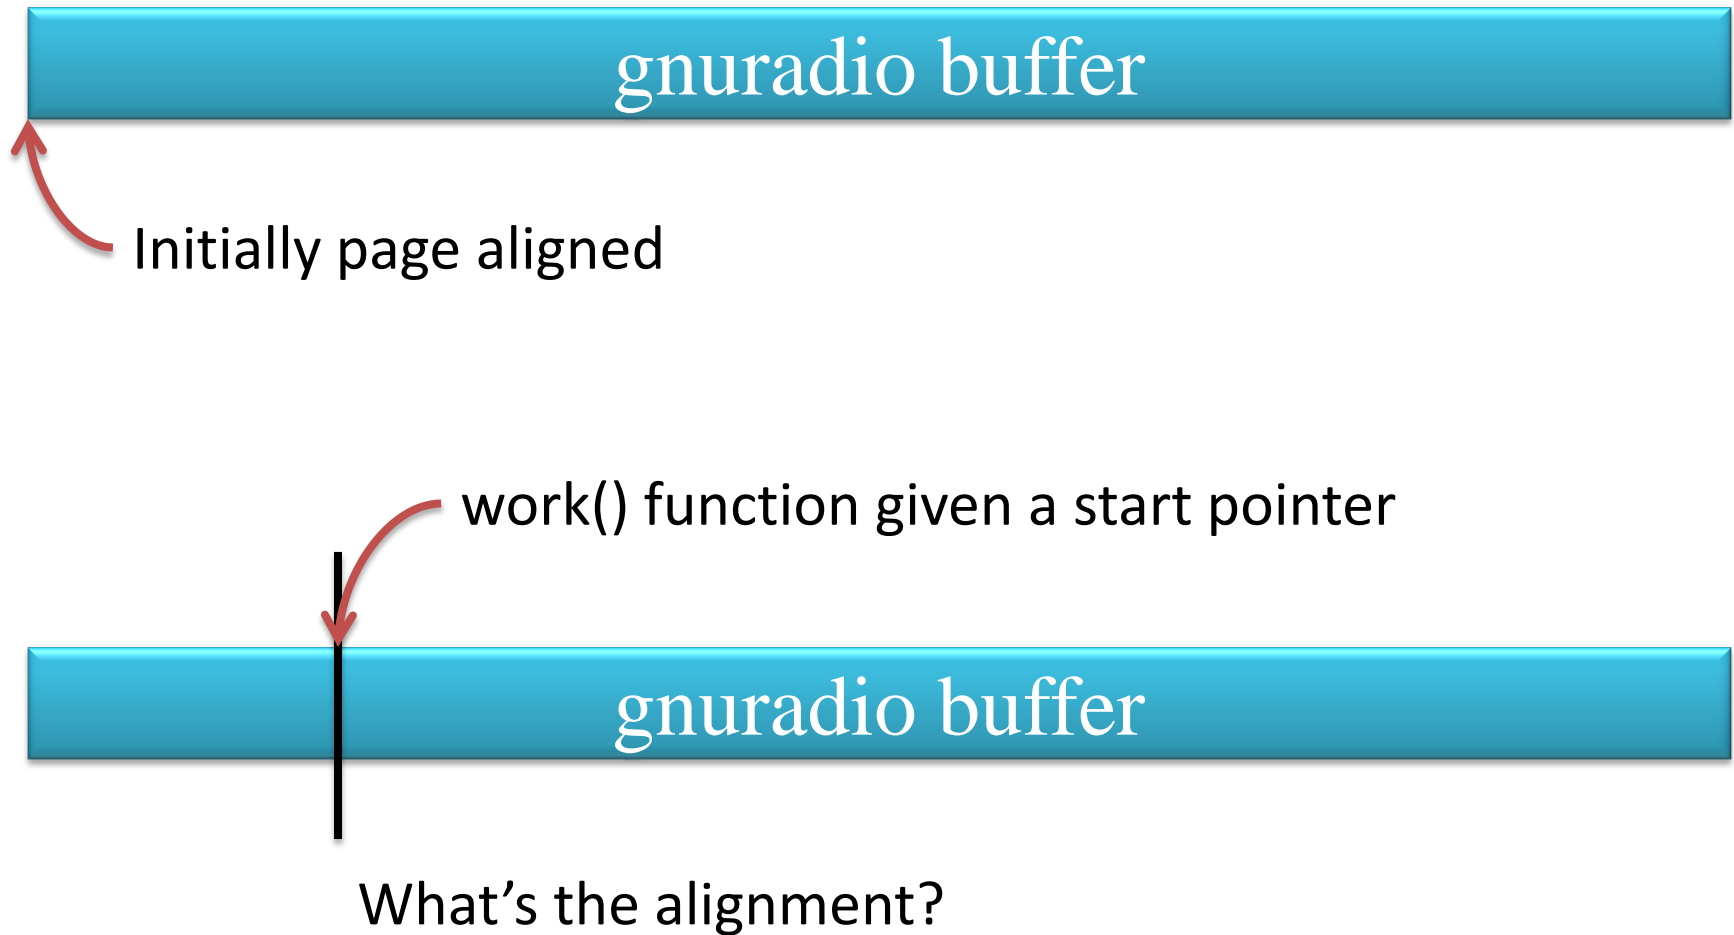 gnuradio buffer
Initially page aligned
work() function given a start pointer
gnuradio buffer
What’s the alignment?